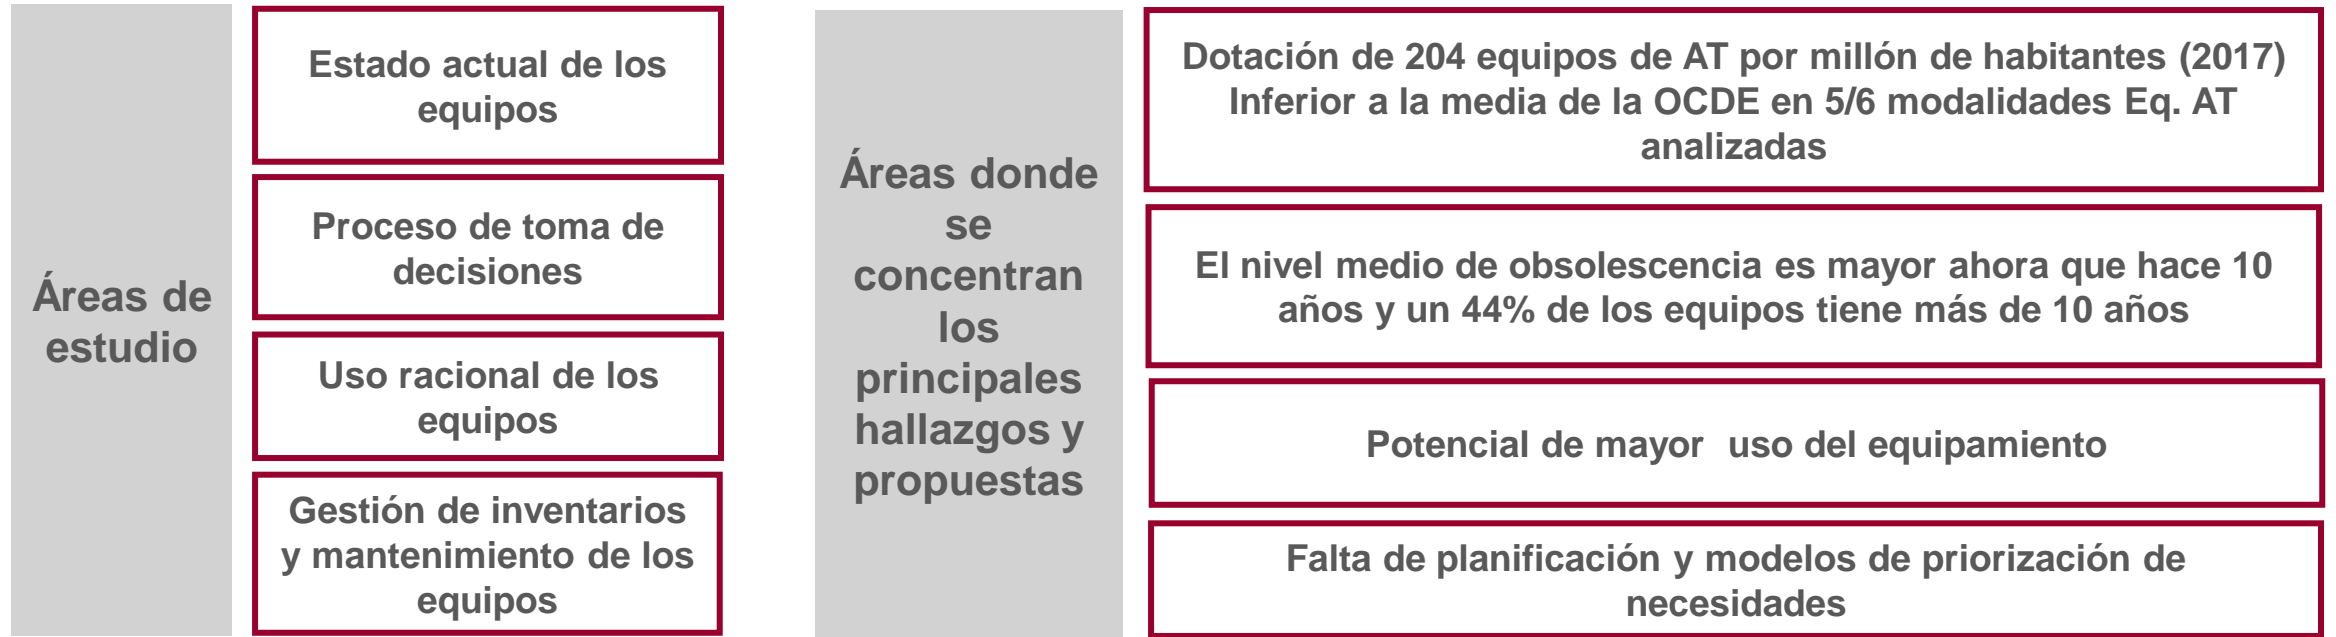 Áreas de
estudio
Estado actual de los
equipos
Proceso de toma de
decisiones
Uso racional de los
equipos
Gestión de inventarios
y mantenimiento de los
equipos
Áreas donde
se
concentran
los
principales
hallazgos y
propuestas
Dotación de 204 equipos de AT por millón de habitantes (2017)
Inferior a la media de la OCDE en 5/6 modalidades Eq. AT
analizadas
El nivel medio de obsolescencia es mayor ahora que hace 10
años y un 44% de los equipos tiene más de 10 años
Potencial de mayor  uso del equipamiento
Falta de planificación y modelos de priorización de
necesidades